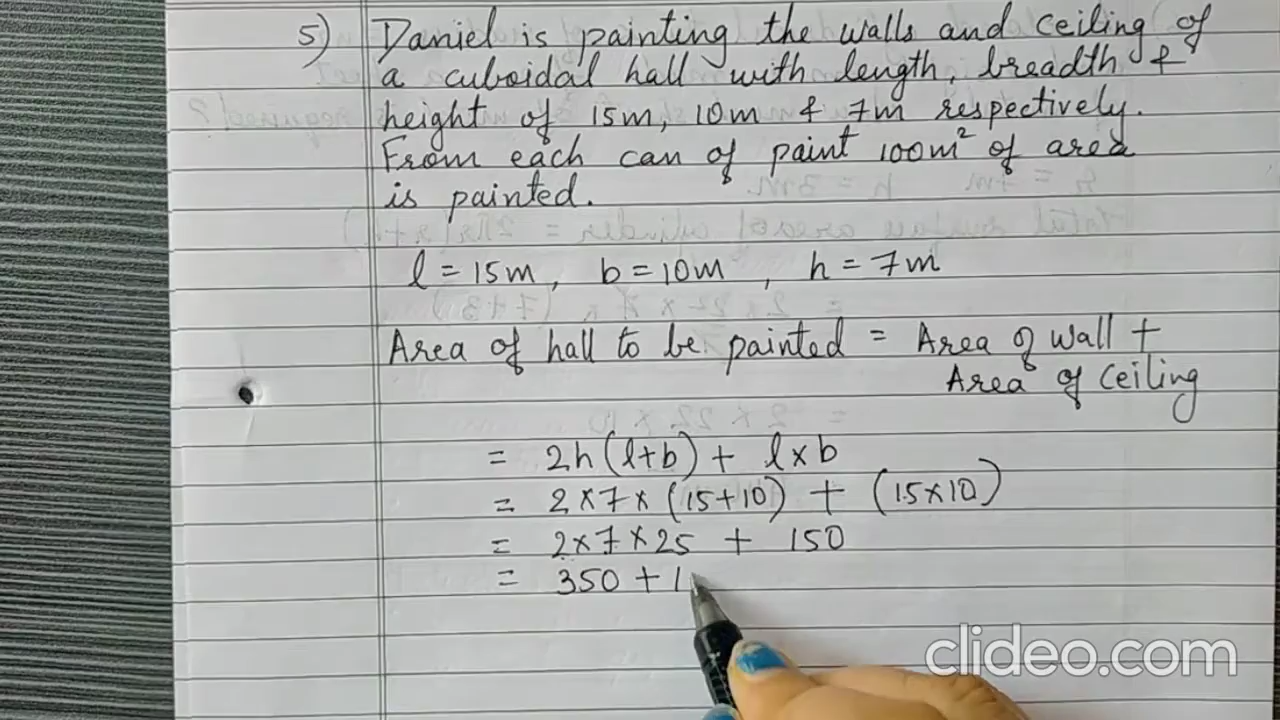 5) Daniel is painting the walls and ceiling of
a cuboidal hall with length, breadth &
height of 15m, 10m & 7m respectively.
From each can of paint 100m² of area
is painted.
l = 15m, b = 10m, h = 7m
Area of hall to be painted = Area of wall +
Area of ceiling
= 2h (l+b) + l×b
= 2×7× (15+10) + (15×10)
= 2×7×25 + 150
= 350 + 1
clideo.com